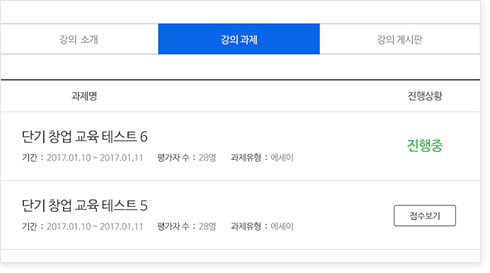 강의 소개 강의 과제 강의 게시판
과제명 진행상황
단기 창업 교육 테스트 6
기간 : 2017.01.10 ~ 2017.01.11 평가자 수 : 28명 과제유형 : 에세이
진행중
단기 창업 교육 테스트 5
기간 : 2017.01.10 ~ 2017.01.11 평가자 수 : 28명 과제유형 : 에세이
점수보기